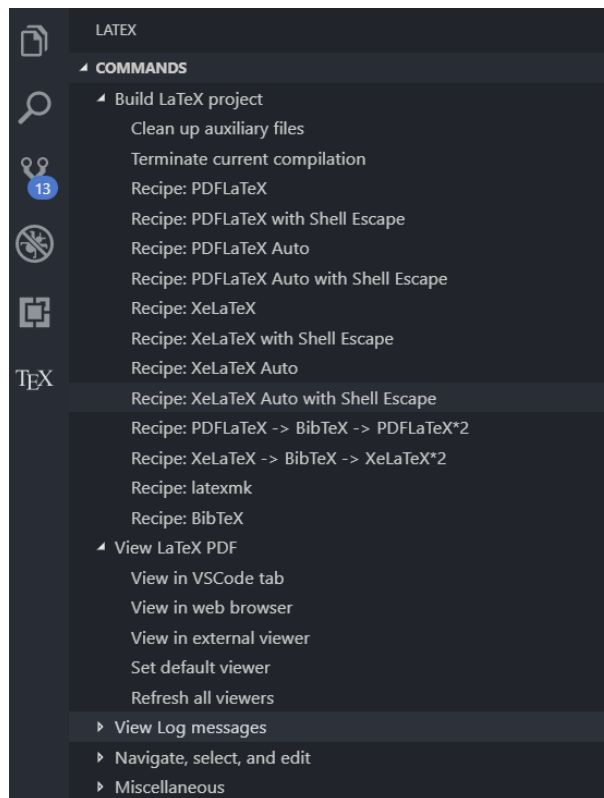 LATEX
COMMANDS
Build LaTeX project
Clean up auxiliary files
Terminate current compilation
Recipe: PDFLaTeX
13
Recipe: PDFLaTeX with Shell Escape
Recipe: PDFLaTeX Auto
Recipe: PDFLaTeX Auto with Shell Escape
Recipe: XeLaTeX
Recipe: XeLaTeX with Shell Escape
Recipe: XeLaTeX Auto
TEX
Recipe: XeLaTeX Auto with Shell Escape
Recipe: PDFLaTeX -> BibTeX -> PDFLaTeX*2
Recipe: XeLaTeX -> BibTeX -> XeLaTeX*2
Recipe: latexmk
Recipe: BibTeX
View LaTeX PDF
View in VSCode tab
View in web browser
View in external viewer
Set default viewer
Refresh all viewers
View Log messages
Navigate, select, and edit
Miscellaneous